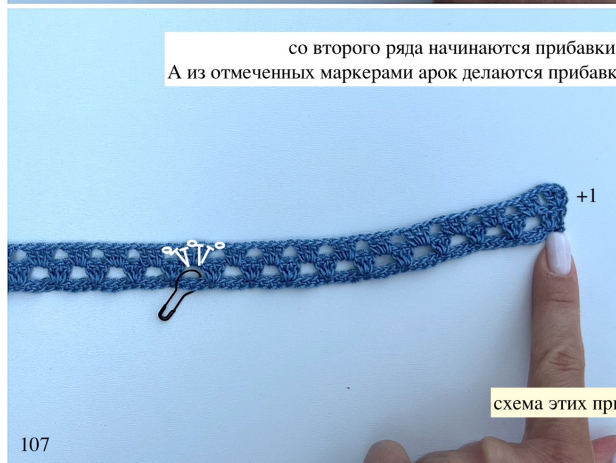 со второго ряда начинаются прибавки
А из отмеченных маркерами арок делаются
+1
схема этих
107